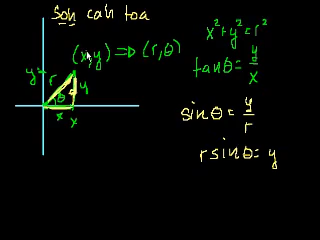 Soh cah toa
(x,y) => (r,θ)
x² + y² = r²
tanθ = y/x
y
r
θ
y
x
x
sinθ = y/r
r sinθ = y